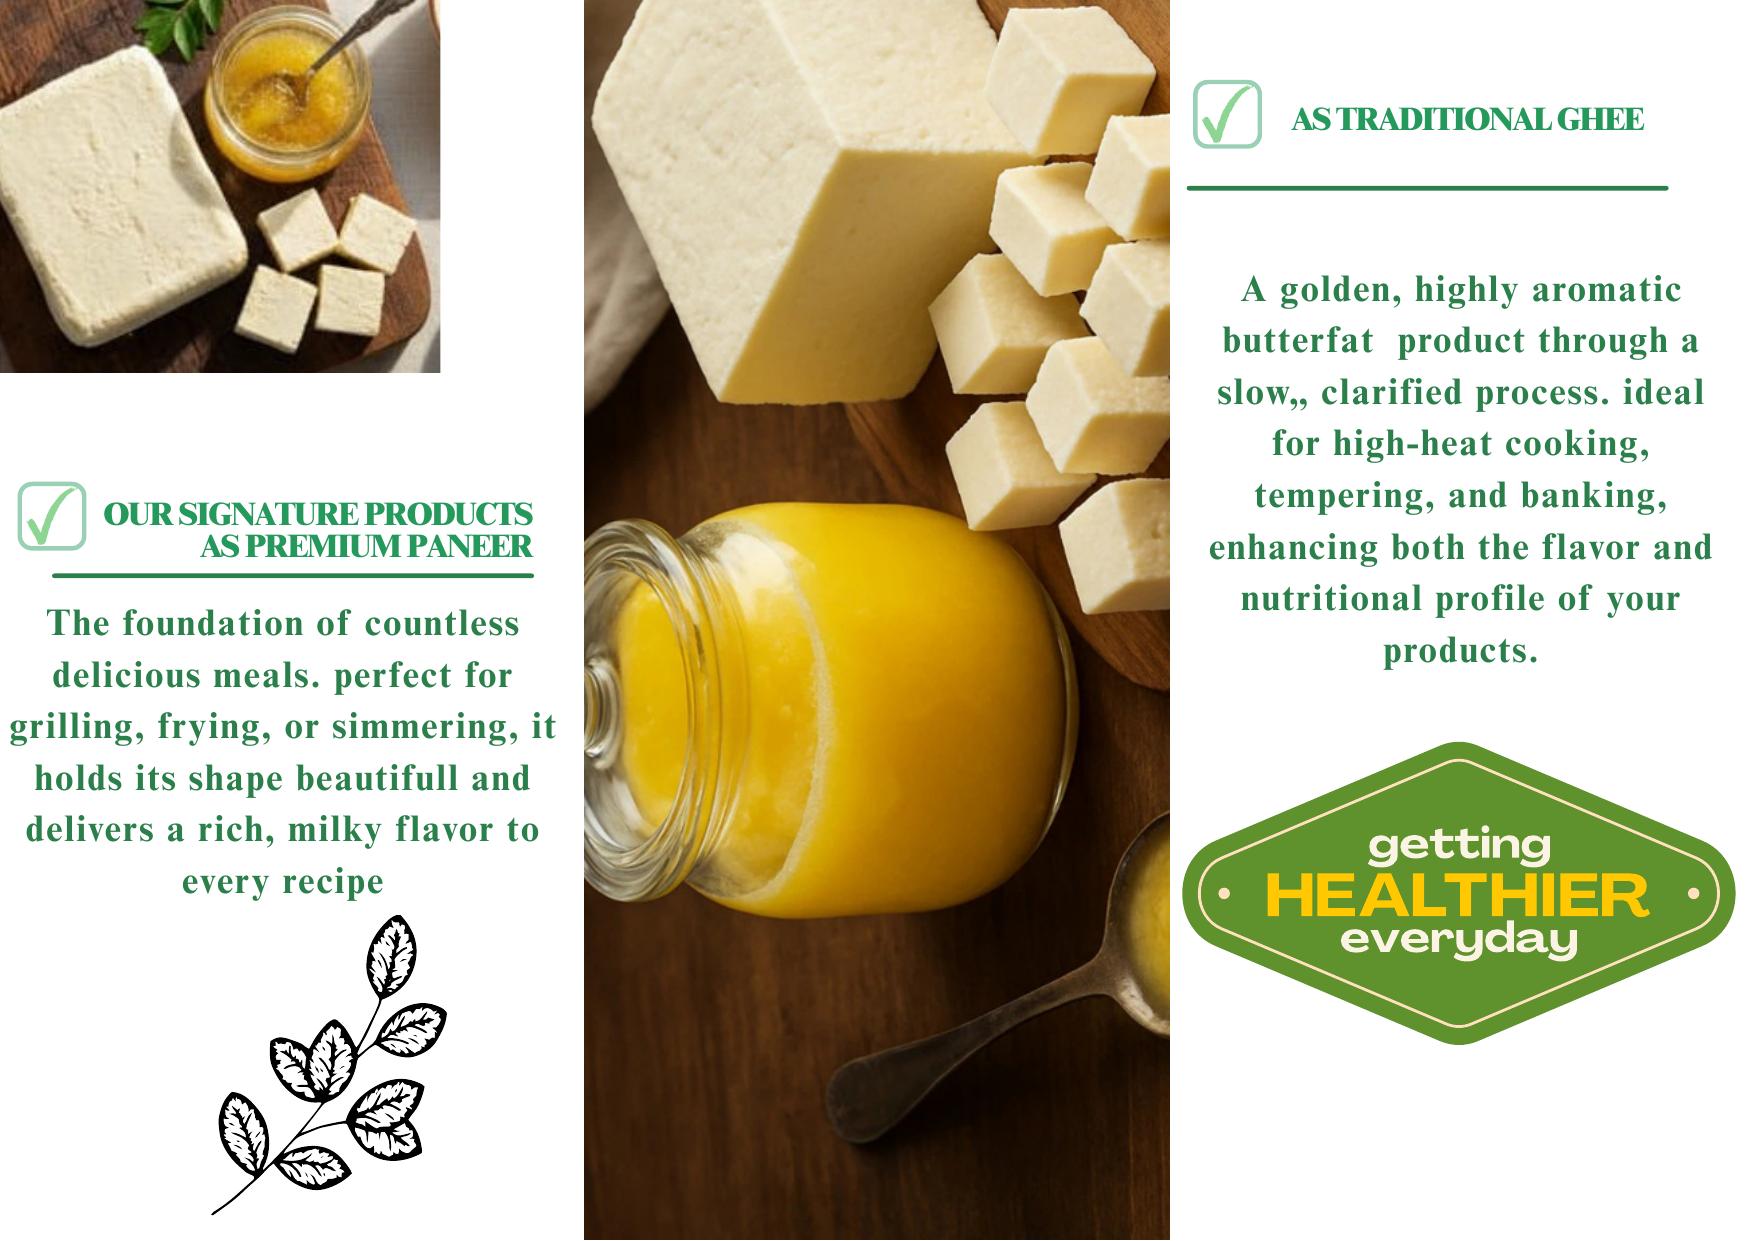 OUR SIGNATURE PRODUCTS
AS PREMIUM PANEER
The foundation of countless
delicious meals. perfect for
grilling, frying, or simmering, it
holds its shape beautifull and
delivers a rich, milky flavor to
every recipe
AS TRADITIONAL GHEE
A golden, highly aromatic
butterfat  product through a
slow,, clarified process. ideal
for high-heat cooking,
tempering, and banking,
enhancing both the flavor and
nutritional profile of your
products.
getting
HEALTHIER
everyday